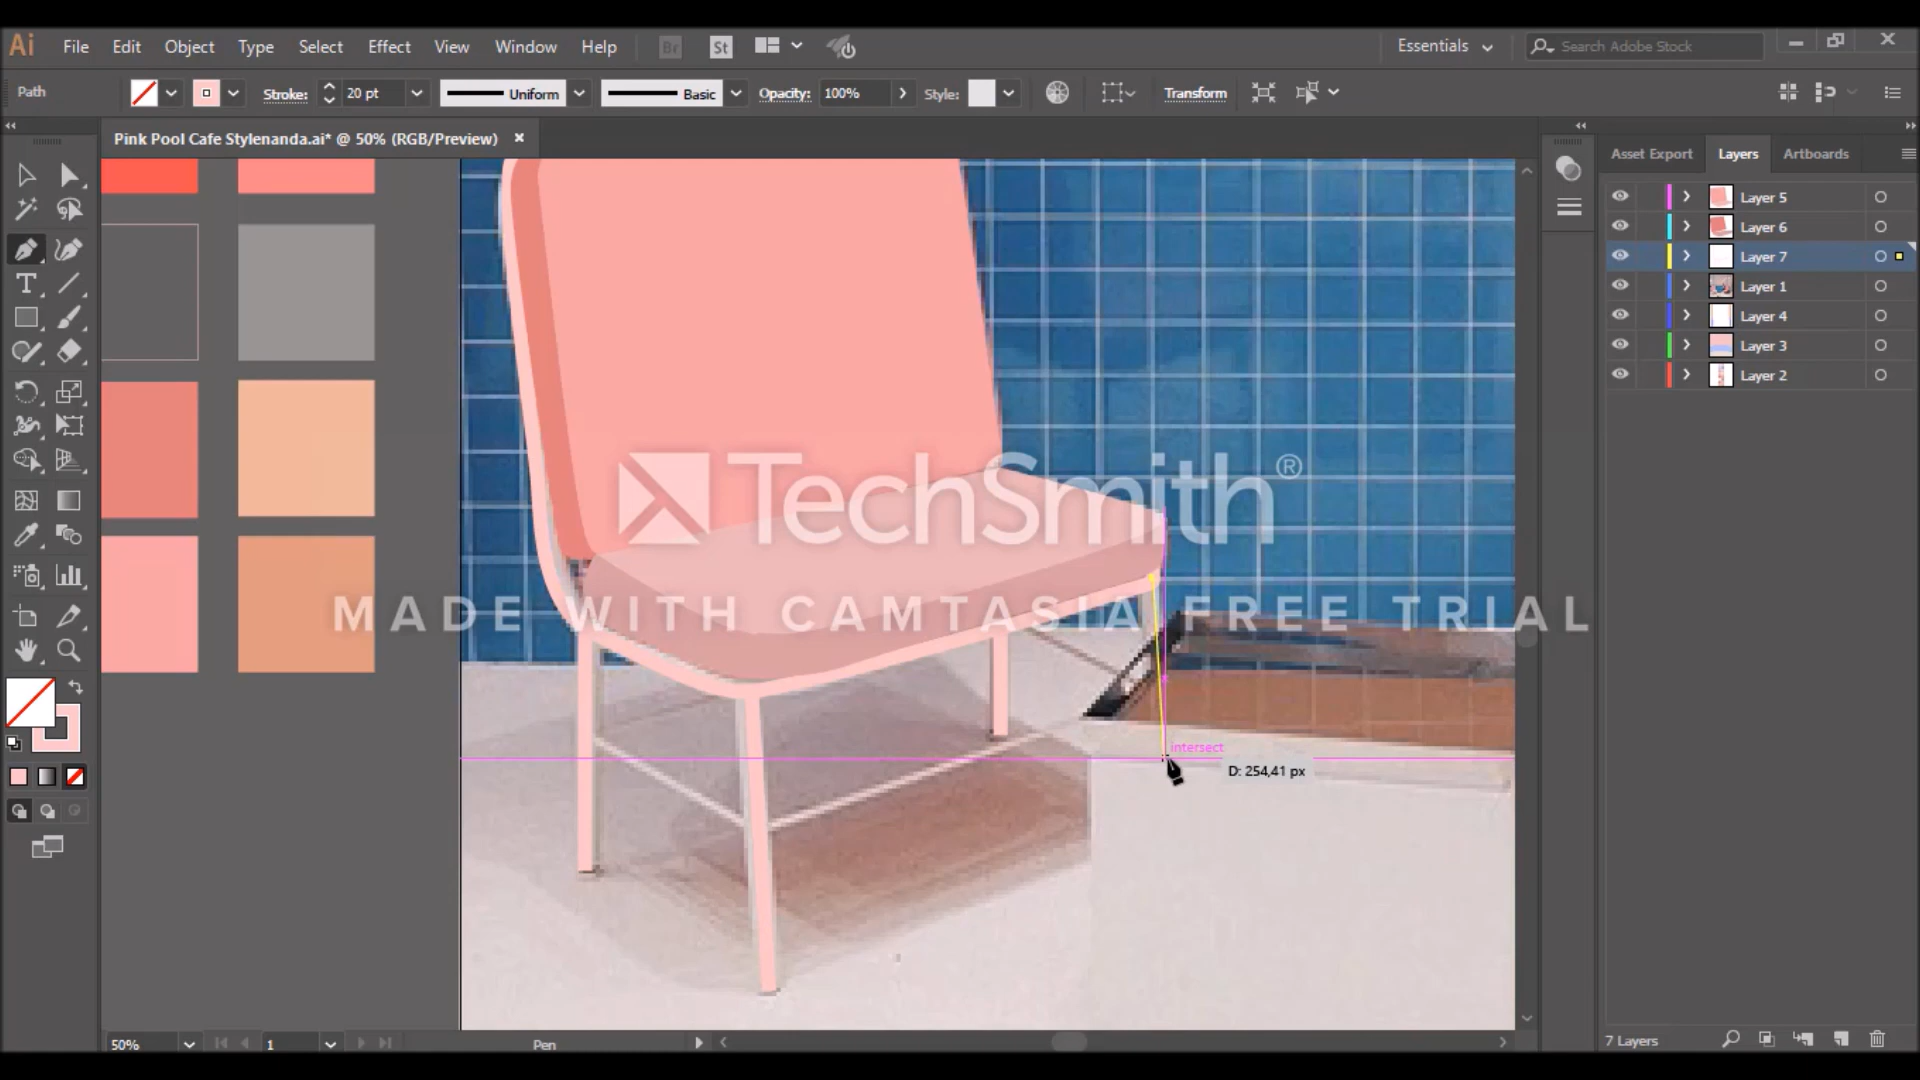 Ai File Edit Object Type Select Effect View Window Help Br St Essentials Search Adobe Stock
Path Stroke: 20 pt Uniform Basic Opacity: 100% Style: Transform
Pink Pool Cafe Stylenanda.ai* @ 50% (RGB/Preview)
Asset Export Layers Artboards
Layer 5
Layer 6
Layer 7
Layer 1
Layer 4
Layer 3
Layer 2
TechSmith®
MADE WITH CAMTASIA FREE TRIAL
intersect
D: 254,41 px
50% 1 Pen
7 Layers